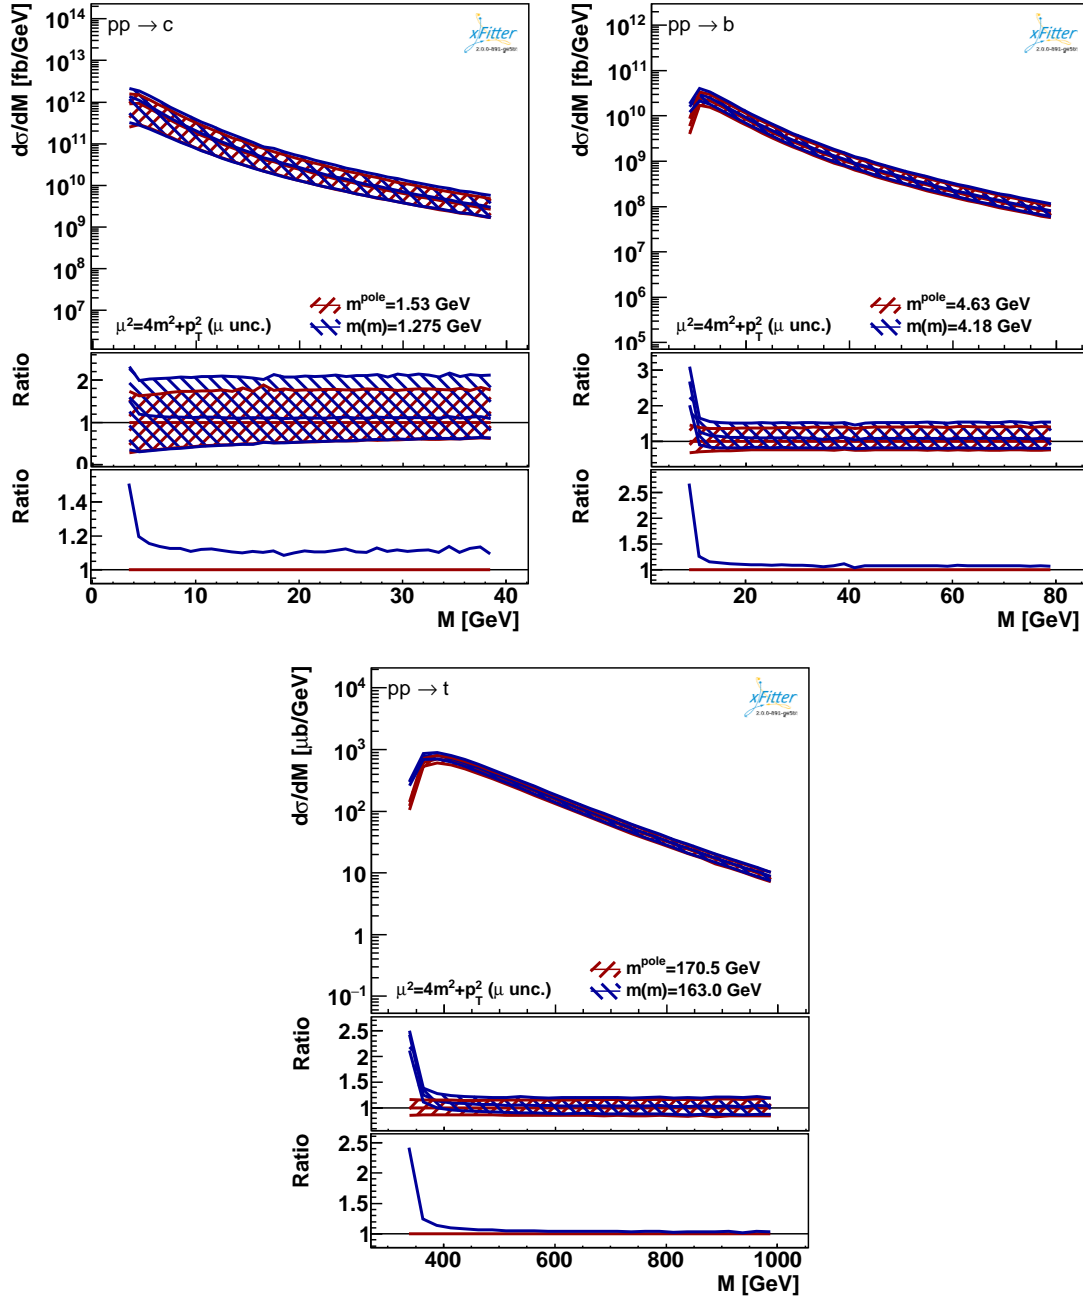 pp → c
xFitter
dσ/dM [fb/GeV]
10^14
10^13
10^12
10^11
10^10
10^9
10^8
10^7
m^pole=1.53 GeV
μ²=4m²+p_T^2 (μ unc.)
m(m)=1.275 GeV
Ratio
2
1
0
Ratio
1.4
1.2
1
0 10 20 30 40
M [GeV]
pp → b
xFitter
dσ/dM [fb/GeV]
10^12
10^11
10^10
10^9
10^8
10^7
10^6
10^5
m^pole=4.63 GeV
μ²=4m²+p_T^2 (μ unc.)
m(m)=4.18 GeV
Ratio
3
2
1
Ratio
2.5
2
1.5
1
20 40 60 80
M [GeV]
pp → t
xFitter
dσ/dM [μb/GeV]
10^4
10^3
10^2
10
1
10^−1
m^pole=170.5 GeV
μ²=4m²+p_T^2 (μ unc.)
m(m)=163.0 GeV
Ratio
2.5
2
1.5
1
Ratio
2.5
2
1.5
1
400 600 800 1000
M [GeV]